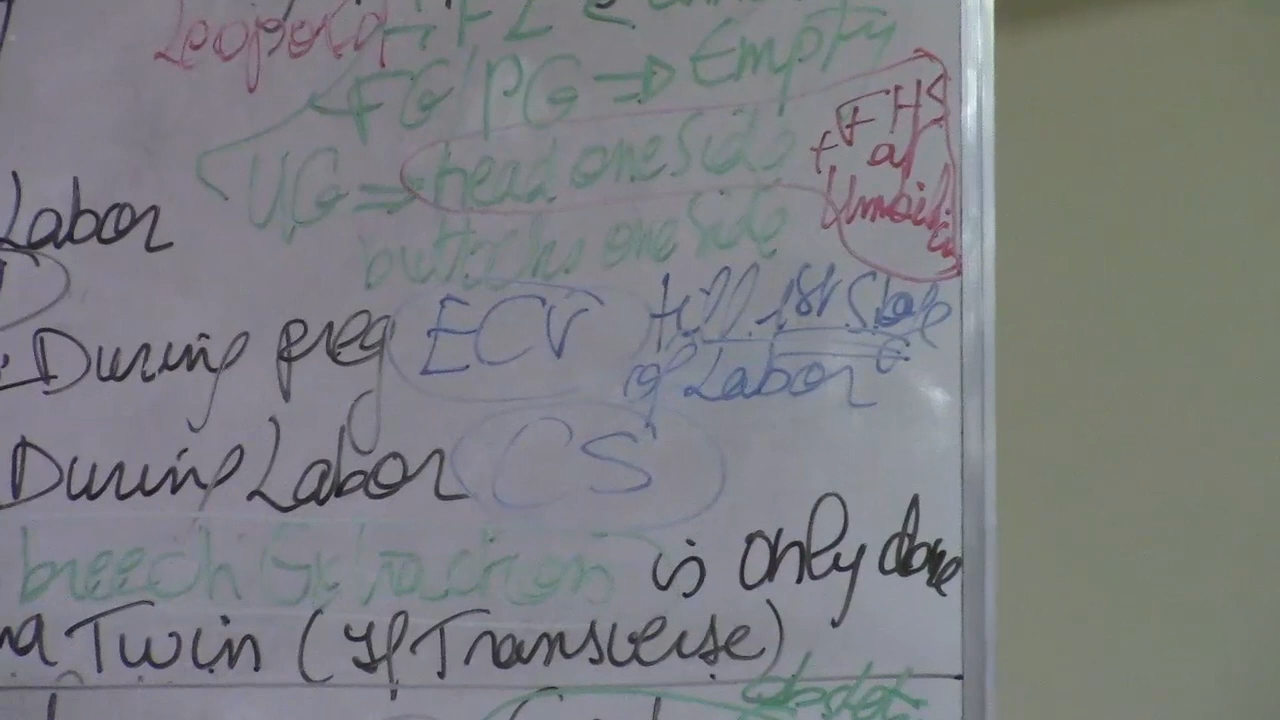 Leopold
FG/PG ⇒ Empty
UG ⇒ head one side
buttocks one side
+ FHS
at
Umbilicus
Labor
During preg ECV till 1st Stage
of Labor
During Labor CS
breech Extraction is only done
Twin (If Transverse)